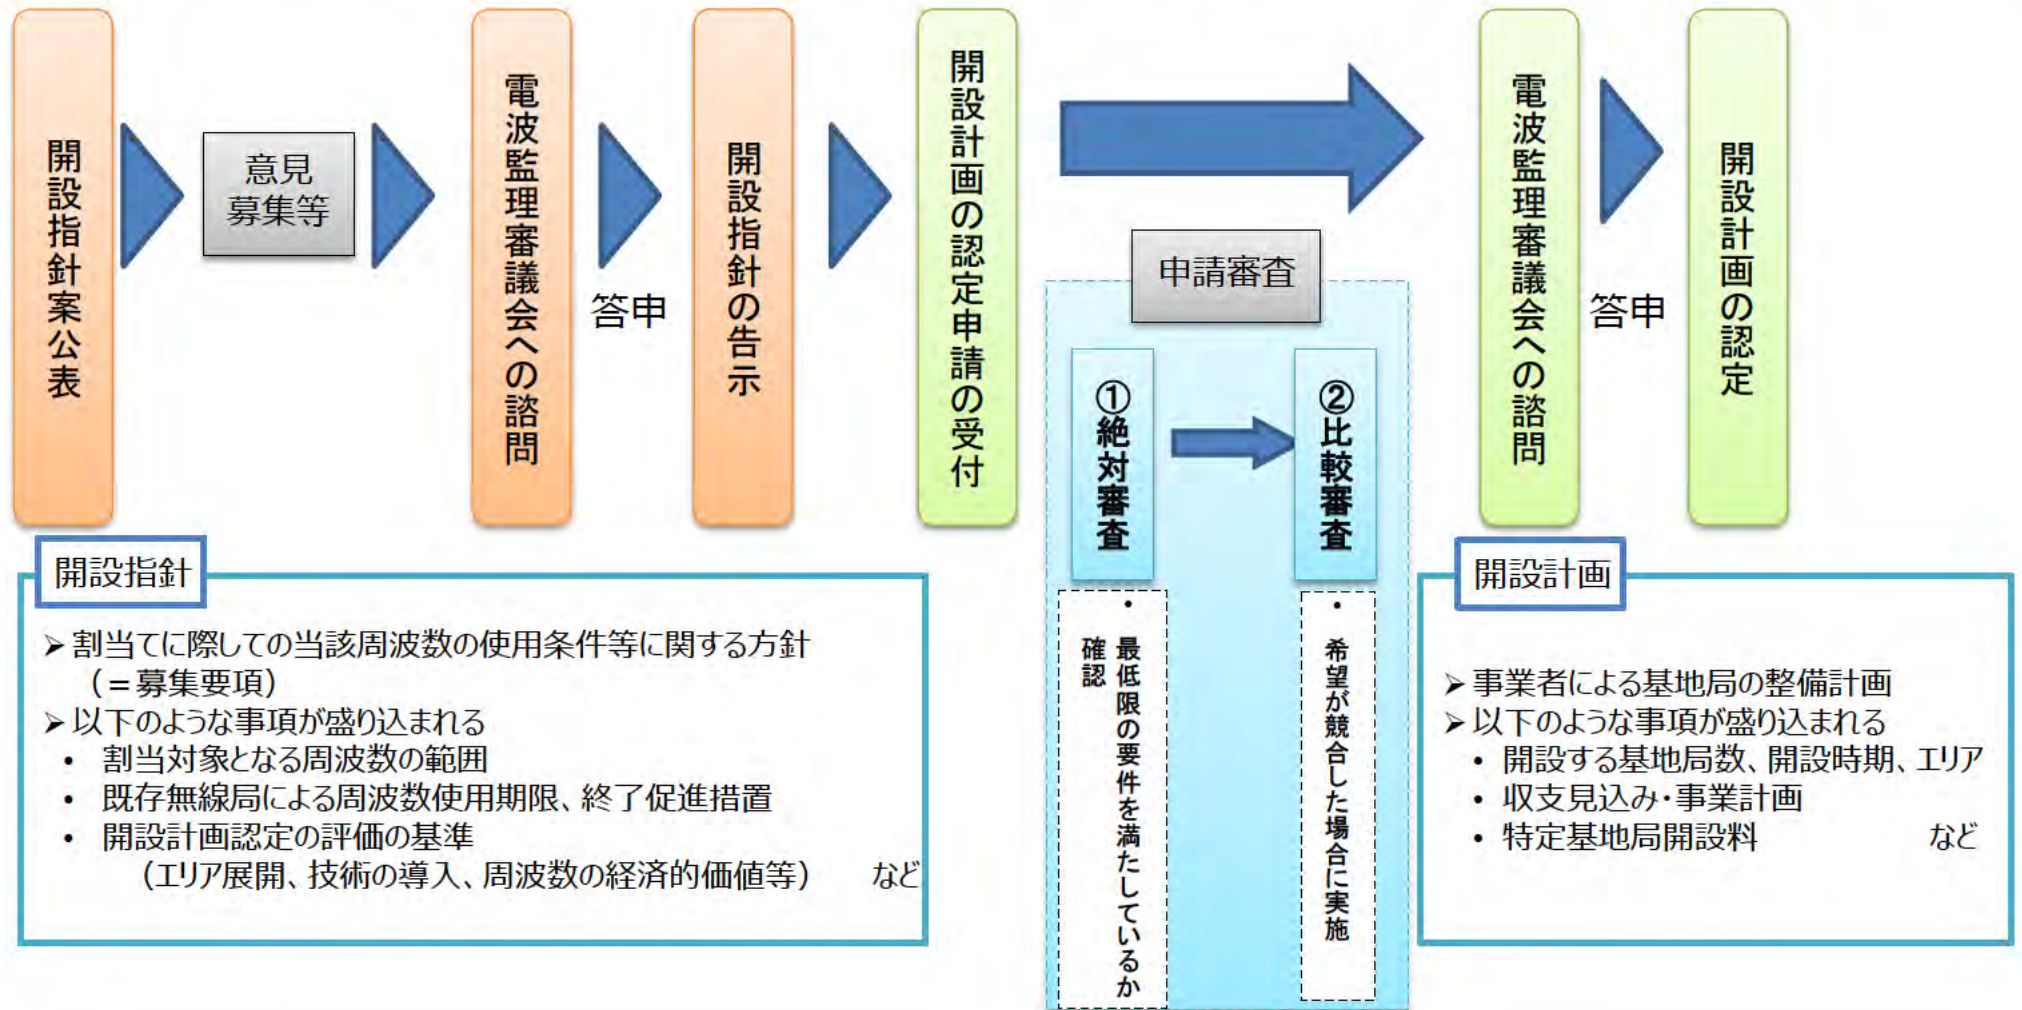 開設指針案公表
意見
募集等
電波監理審議会への諮問
答申
開設指針の告示
開設計画の認定申請の受付
申請審査
①絶対審査
②比較審査
・最低限の要件を満たしているか
確認
・希望が競合した場合に実施
電波監理審議会への諮問
答申
開設計画の認定
開設指針
➢ 割当てに際しての当該周波数の使用条件等に関する方針
（＝募集要項）
➢ 以下のような事項が盛り込まれる
• 割当対象となる周波数の範囲
• 既存無線局による周波数使用期限、終了促進措置
• 開設計画認定の評価の基準
（エリア展開、技術の導入、周波数の経済的価値等） など
開設計画
➢ 事業者による基地局の整備計画
➢ 以下のような事項が盛り込まれる
• 開設する基地局数、開設時期、エリア
• 収支見込み・事業計画
• 特定基地局開設料 など